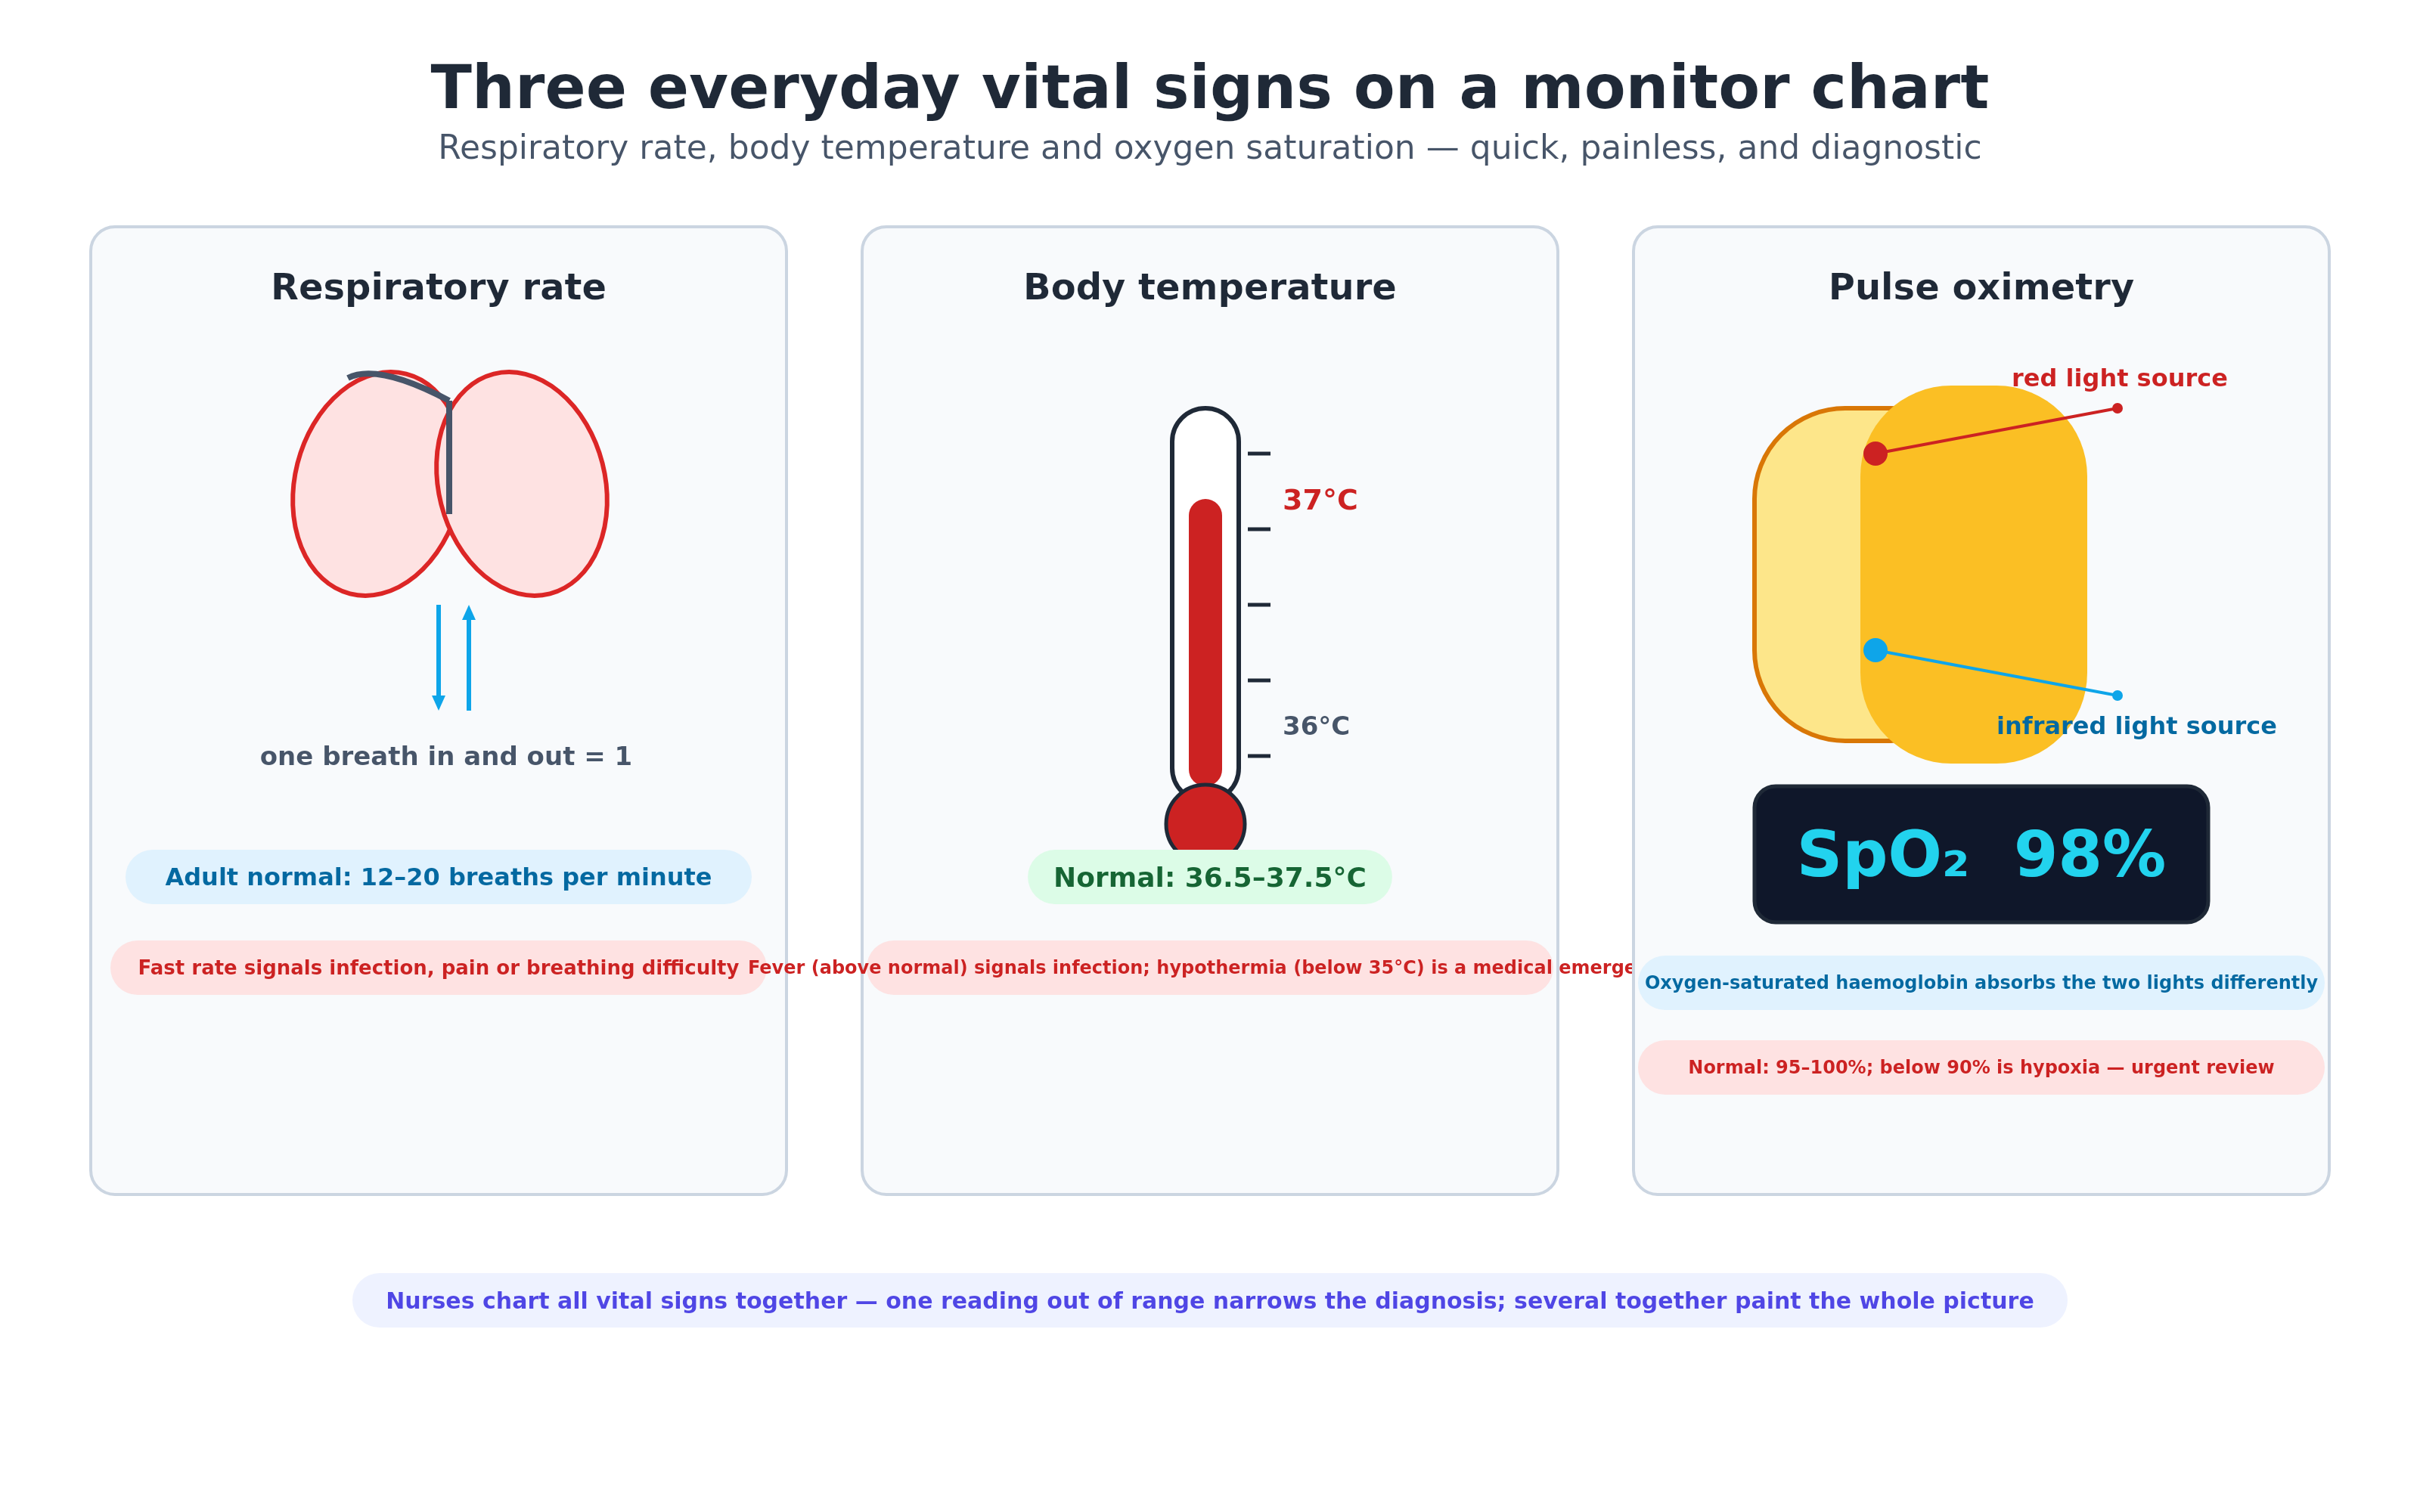 Three everyday vital signs on a monitor chart
Respiratory rate, body temperature and oxygen saturation — quick, painless, and diagnostic
Respiratory rate
one breath in and out = 1
Adult normal: 12–20 breaths per minute
Fast rate signals infection, pain or breathing difficulty
Body temperature
37°C
36°C
Normal: 36.5–37.5°C
Fever (above normal) signals infection; hypothermia (below 35°C) is a medical
Pulse oximetry
red light source
infrared light source
SpO₂ 98%
Oxygen-saturated haemoglobin absorbs the two lights differently
Normal: 95–100%; below 90% is hypoxia — urgent review
Nurses chart all vital signs together — one reading out of range narrows the diagnosis; several together paint the whole picture